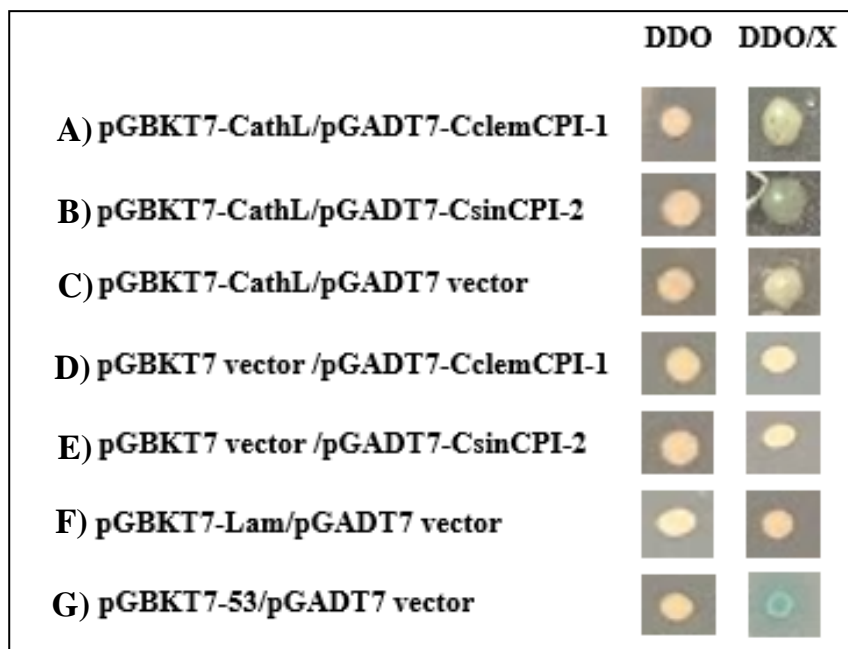 DDO DDO/X
A) pGBKT7-CathL/pGADT7-CclemCPI-1
B) pGBKT7-CathL/pGADT7-CsinCPI-2
C) pGBKT7-CathL/pGADT7 vector
D) pGBKT7 vector /pGADT7-CclemCPI-1
E) pGBKT7 vector /pGADT7-CsinCPI-2
F) pGBKT7-Lam/pGADT7 vector
G) pGBKT7-53/pGADT7 vector